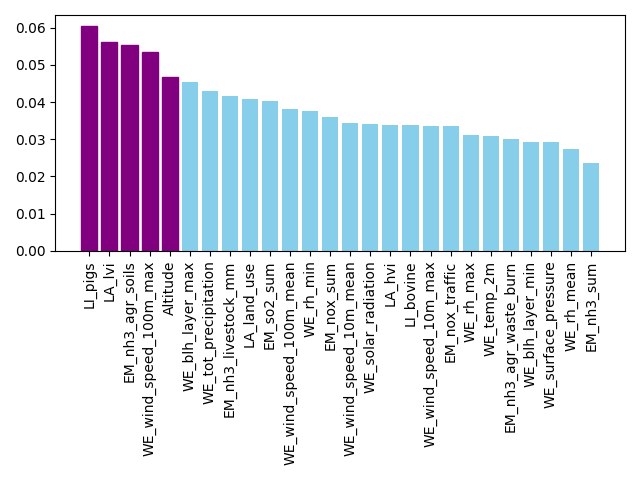 0.06
0.05
0.04
0.03
0.02
0.01
0.00
LI_pigs
LA_lvi
EM_nh3_agr_soils
WE_wind_speed_100m_max
Altitude
WE_blh_layer_max
WE_tot_precipitation
EM_nh3_livestock_mm
LA_land_use
EM_so2_sum
WE_wind_speed_100m_mean
WE_rh_min
EM_nox_sum
WE_wind_speed_10m_mean
WE_solar_radiation
LA_hvi
LI_bovine
WE_wind_speed_10m_max
EM_nox_traffic
WE_rh_max
WE_temp_2m
EM_nh3_agr_waste_burn
WE_blh_layer_min
WE_surface_pressure
WE_rh_mean
EM_nh3_sum